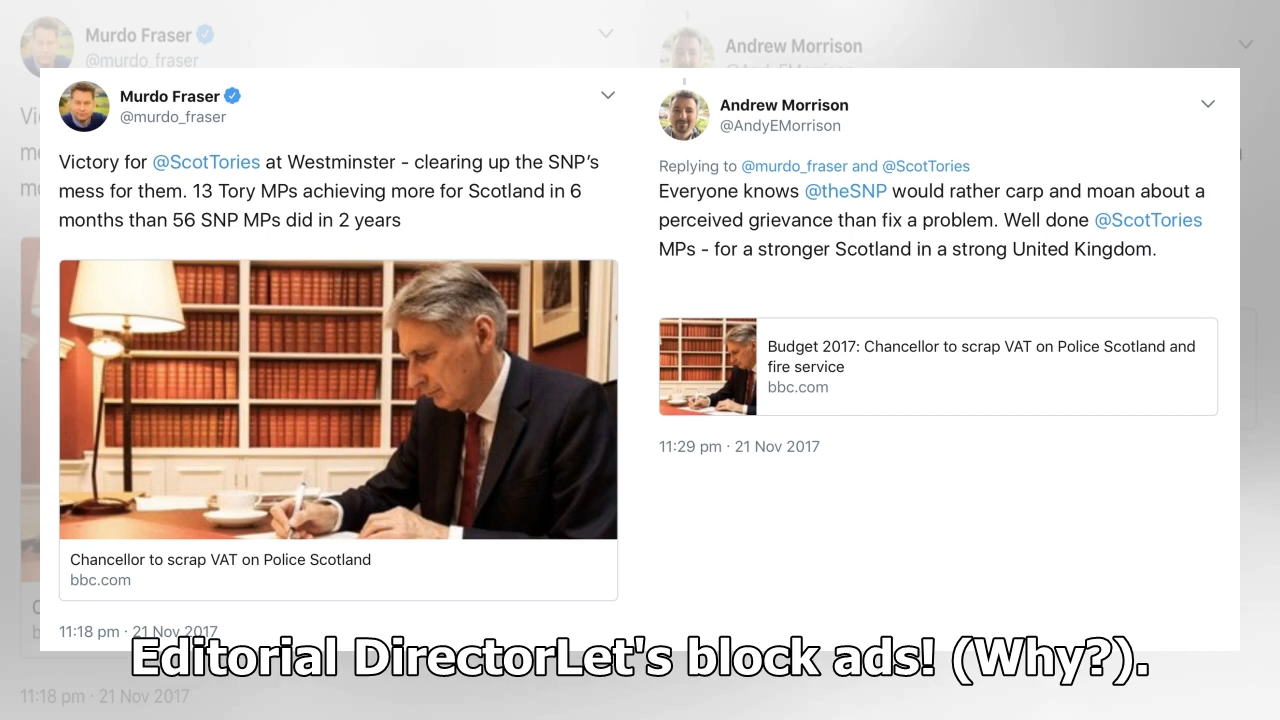 Murdo Fraser
@murdo_fraser
Victory for @ScotTories at Westminster - clearing up the SNP's
mess for them. 13 Tory MPs achieving more for Scotland in 6
months than 56 SNP MPs did in 2 years
Chancellor to scrap VAT on Police Scotland
bbc.com
11:18 pm · 21 Nov 2017
Andrew Morrison
@AndyEMorrison
Replying to @murdo_fraser and @ScotTories
Everyone knows @theSNP would rather carp and moan about a
perceived grievance than fix a problem. Well done @ScotTories
MPs - for a stronger Scotland in a strong United Kingdom.
Budget 2017: Chancellor to scrap VAT on Police Scotland and
fire service
bbc.com
11:29 pm · 21 Nov 2017
Editorial DirectorLet's block ads! (Why?).
Murdo Fraser
@murdo_fraser
Andrew Morrison
11:18 pm · 21 Nov 2017